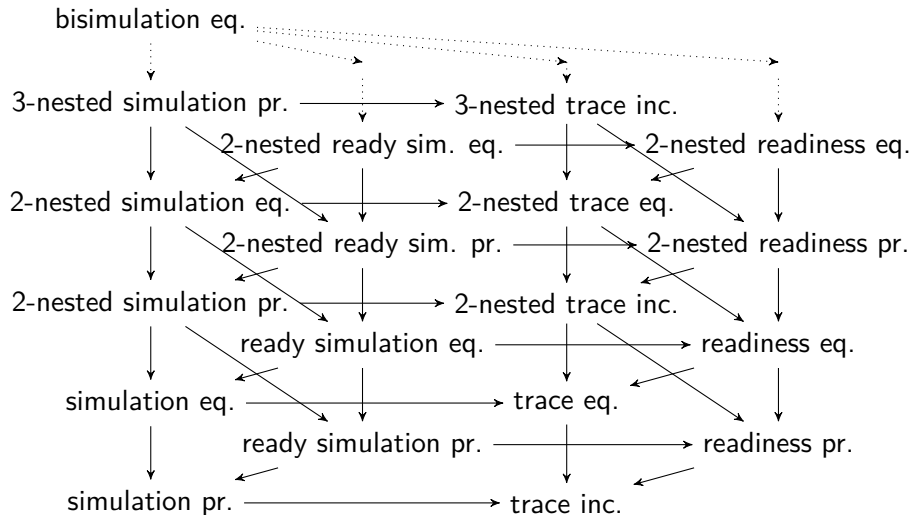 bisimulation eq.
3-nested simulation pr.
3-nested trace inc.
2-nested ready sim. eq.
2-nested readiness eq.
2-nested simulation eq.
2-nested trace eq.
2-nested ready sim. pr.
2-nested readiness pr.
2-nested simulation pr.
2-nested trace inc.
ready simulation eq.
readiness eq.
simulation eq.
trace eq.
ready simulation pr.
readiness pr.
simulation pr.
trace inc.